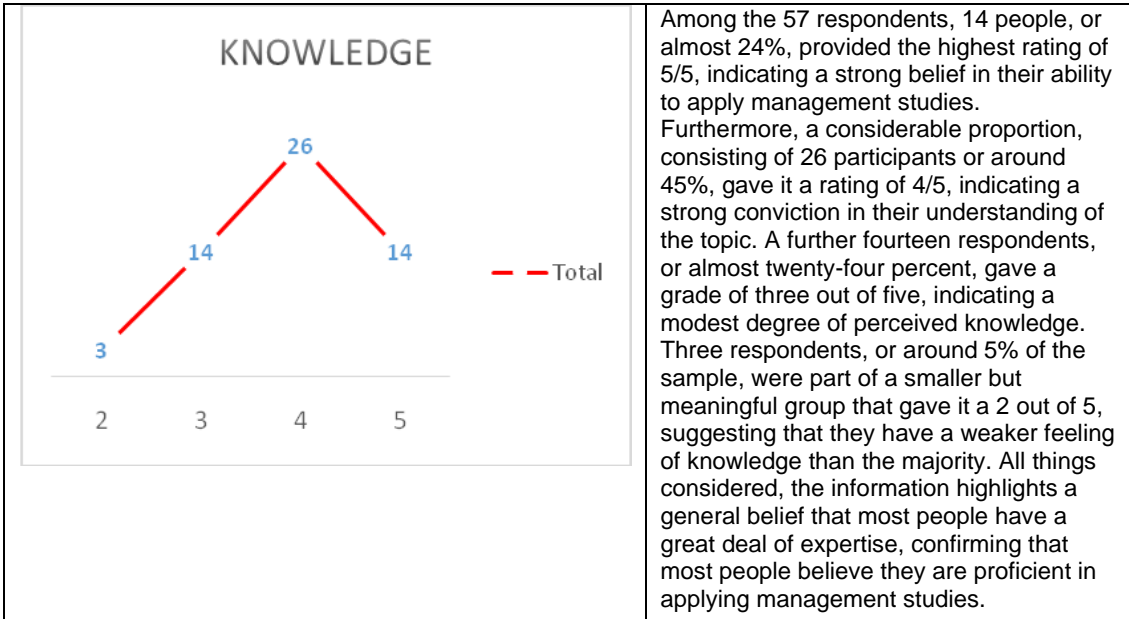 KNOWLEDGE
26
14
14
3
Total
2 3 4 5
Among the 57 respondents, 14 people, or
almost 24%, provided the highest rating of
5/5, indicating a strong belief in their ability
to apply management studies.
Furthermore, a considerable proportion,
consisting of 26 participants or around
45%, gave it a rating of 4/5, indicating a
strong conviction in their understanding of
the topic. A further fourteen respondents,
or almost twenty-four percent, gave a
grade of three out of five, indicating a
modest degree of perceived knowledge.
Three respondents, or around 5% of the
sample, were part of a smaller but
meaningful group that gave it a 2 out of 5,
suggesting that they have a weaker feeling
of knowledge than the majority. All things
considered, the information highlights a
general belief that most people have a
great deal of expertise, confirming that
most people believe they are proficient in
applying management studies.